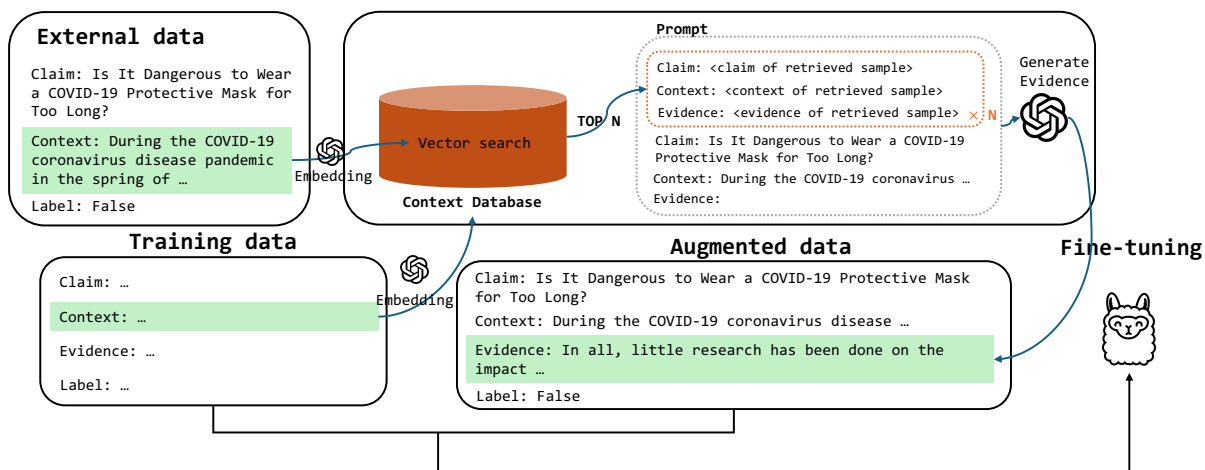 External data
Claim: Is It Dangerous to Wear
a COVID-19 Protective Mask for
Too Long?
Context: During the COVID-19
coronavirus disease pandemic
in the spring of …
Label: False
Embedding
Vector search
Context Database
TOP N
Prompt
Claim: <claim of retrieved sample>
Context: <context of retrieved sample>
Evidence: <evidence of retrieved sample> × N
Claim: Is It Dangerous to Wear a COVID-19
Protective Mask for Too Long?
Context: During the COVID-19 coronavirus …
Evidence:
Generate
Evidence
Training data
Claim: …
Context: …
Evidence: …
Label: …
Embedding
Augmented data
Claim: Is It Dangerous to Wear a COVID-19 Protective Mask
for Too Long?
Context: During the COVID-19 coronavirus disease …
Evidence: In all, little research has been done on the
impact …
Label: False
Fine-tuning